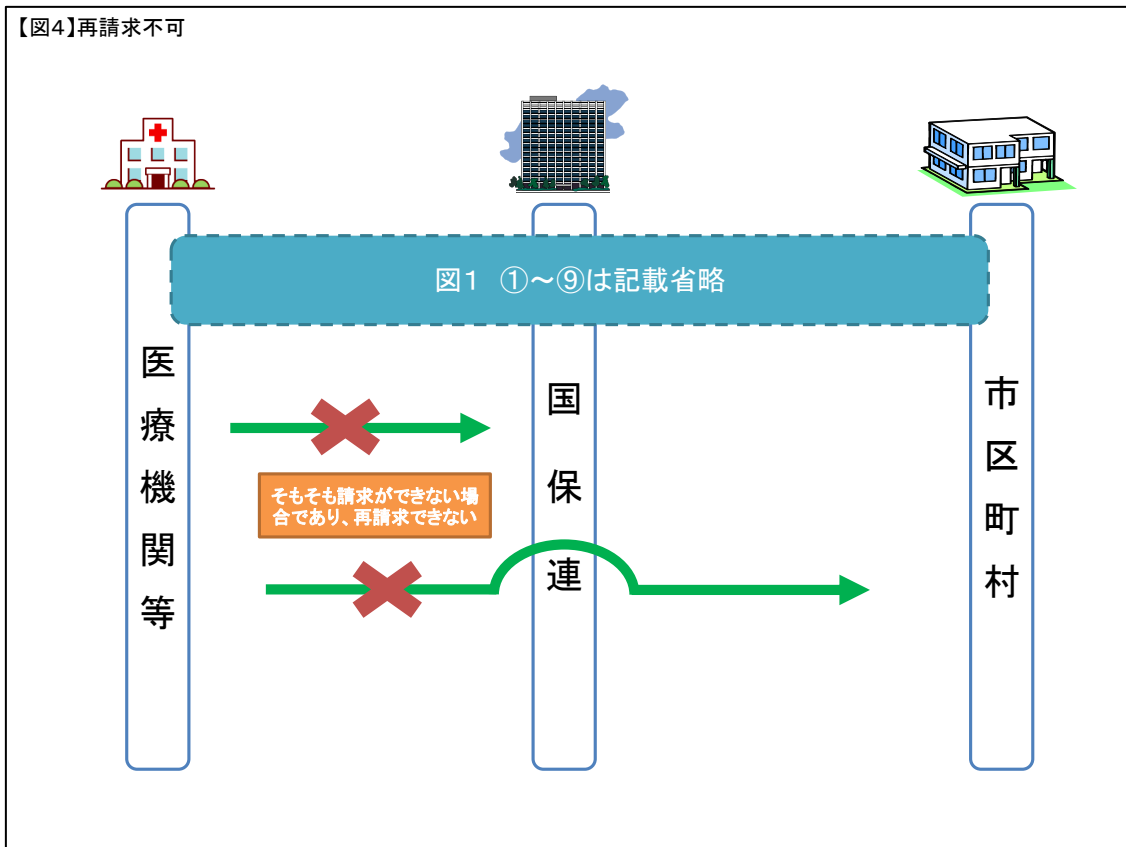 【図4】再請求不可
図1　①～⑨は記載省略
医療機関等
国保連
市区町村
そもそも請求ができない場
合であり、再請求できない